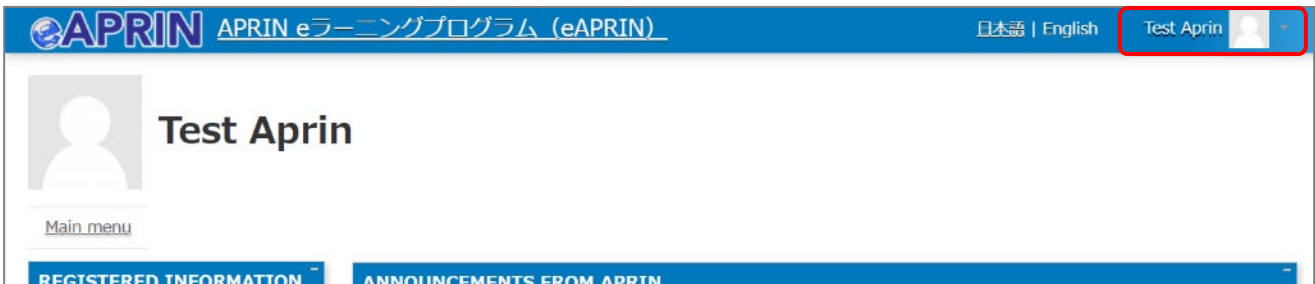 eAPRIN APRIN eラーニングプログラム（eAPRIN） 日本語 | English Test Aprin
Test Aprin
Main menu
REGISTERED INFORMATION
ANNOUNCEMENTS FROM APRIN